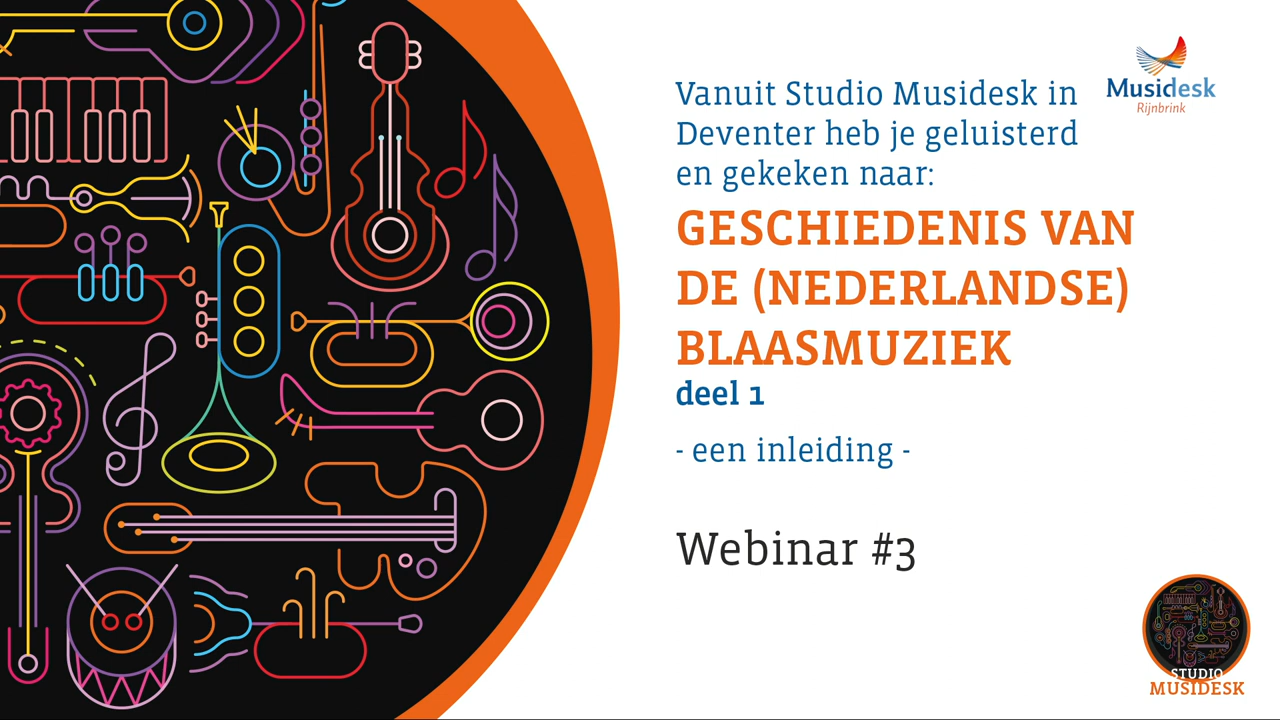 Vanuit Studio Musidesk in
Deventer heb je geluisterd
en gekeken naar:
GESCHIEDENIS VAN
DE (NEDERLANDSE)
BLAASMUZIEK
deel 1
- een inleiding -
Webinar #3
Musidesk
Rijnbrink
STUDIO
MUSIDESK